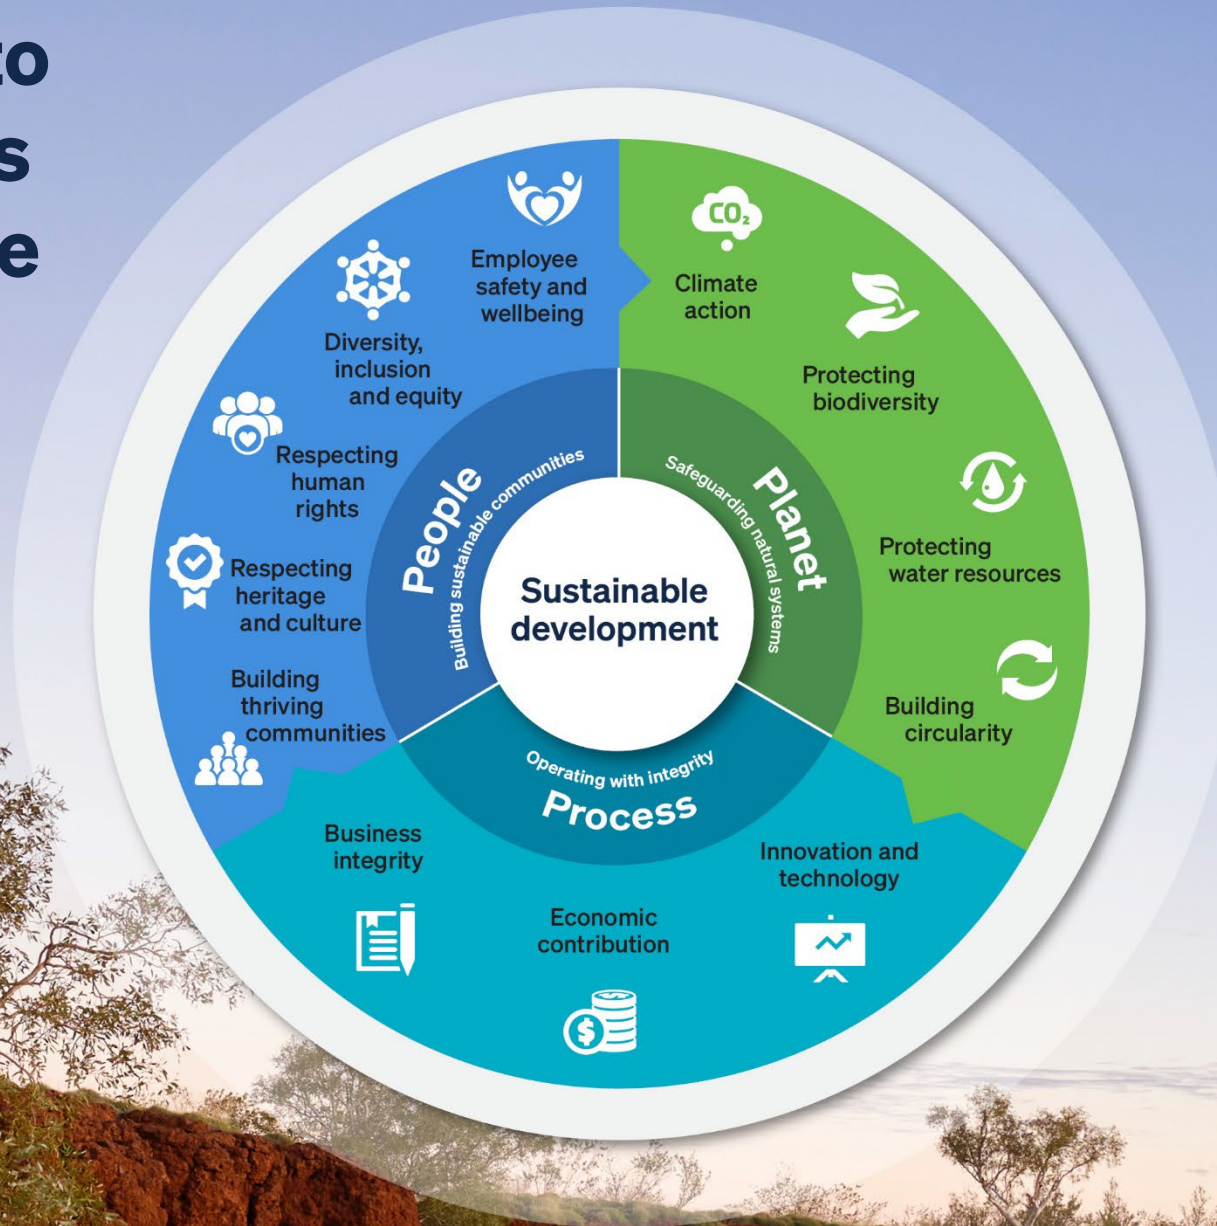 to
s
e
Employee
safety and
wellbeing
Diversity,
inclusion
and equity
Respecting
human
rights
Respecting
heritage
and culture
Building
thriving
communities
People
Building sustainable communities
CO₂
Climate
action
Protecting
biodiversity
Protecting
water resources
Building
circularity
Planet
Safeguarding natural systems
Sustainable
development
Operating with integrity
Process
Business
integrity
Economic
contribution
$
Innovation and
technology